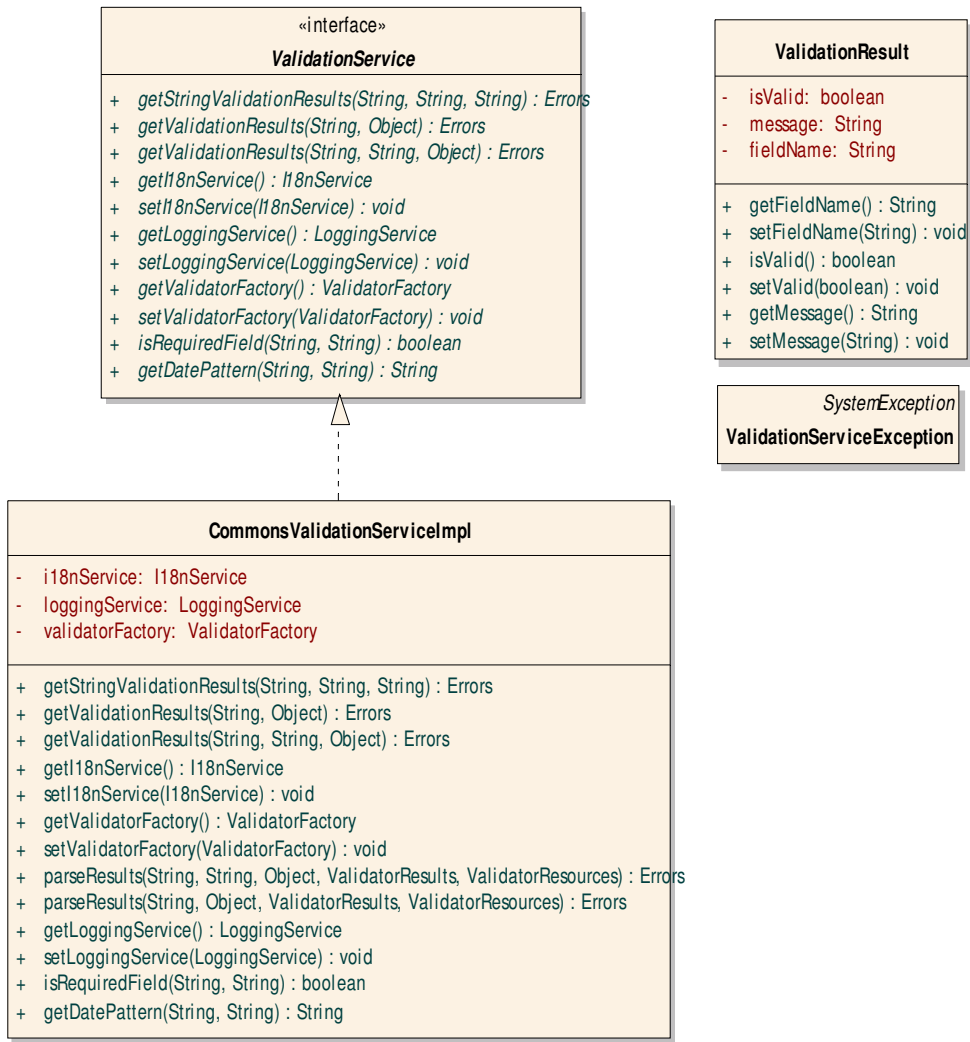 «interface»
ValidationService
+ getStringValidationResults(String, String, String) : Errors
+ getValidationResults(String, Object) : Errors
+ getValidationResults(String, String, Object) : Errors
+ getI18nService() : I18nService
+ setI18nService(I18nService) : void
+ getLoggingService() : LoggingService
+ setLoggingService(LoggingService) : void
+ getValidatorFactory() : ValidatorFactory
+ setValidatorFactory(ValidatorFactory) : void
+ isRequiredField(String, String) : boolean
+ getDatePattern(String, String) : String
ValidationResult
- isValid: boolean
- message: String
- fieldName: String
+ getFieldName() : String
+ setFieldName(String) : void
+ isValid() : boolean
+ setValid(boolean) : void
+ getMessage() : String
+ setMessage(String) : void
SystemException
ValidationServiceException
CommonsValidationServiceImpl
- i18nService: I18nService
- loggingService: LoggingService
- validatorFactory: ValidatorFactory
+ getStringValidationResults(String, String, String) : Errors
+ getValidationResults(String, Object) : Errors
+ getValidationResults(String, String, Object) : Errors
+ getI18nService() : I18nService
+ setI18nService(I18nService) : void
+ getValidatorFactory() : ValidatorFactory
+ setValidatorFactory(ValidatorFactory) : void
+ parseResults(String, String, Object, ValidatorResults, ValidatorResources) : Errors
+ parseResults(String, Object, ValidatorResults, ValidatorResources) : Errors
+ getLoggingService() : LoggingService
+ setLoggingService(LoggingService) : void
+ isRequiredField(String, String) : boolean
+ getDatePattern(String, String) : String